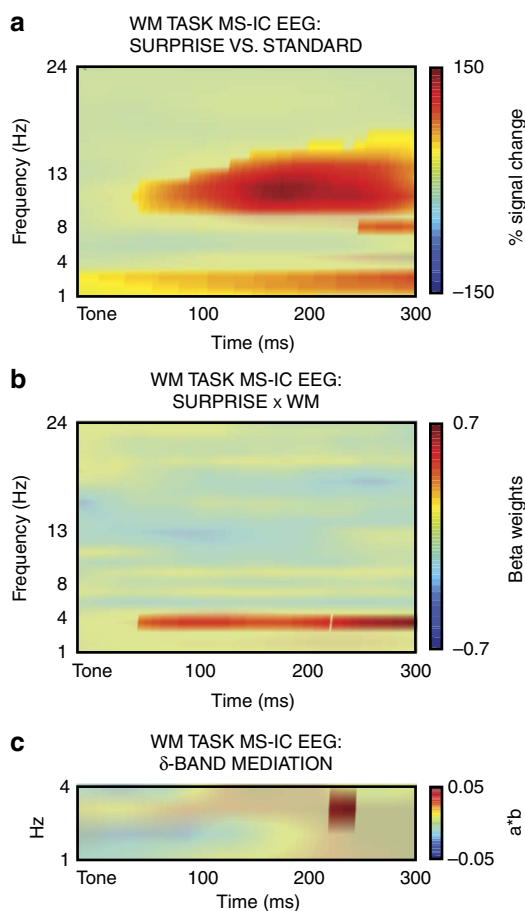 a
WM TASK MS-IC EEG:
SURPRISE VS. STANDARD
24
13
8
4
1
Frequency (Hz)
Tone 100 200 300
Time (ms)
150
–150
% signal change
b
WM TASK MS-IC EEG:
SURPRISE x WM
24
13
8
4
1
Frequency (Hz)
Tone 100 200 300
Time (ms)
0.7
–0.7
Beta weights
c
WM TASK MS-IC EEG:
δ-BAND MEDIATION
4
1
Hz
Tone 100 200 300
Time (ms)
0.05
–0.05
a*b